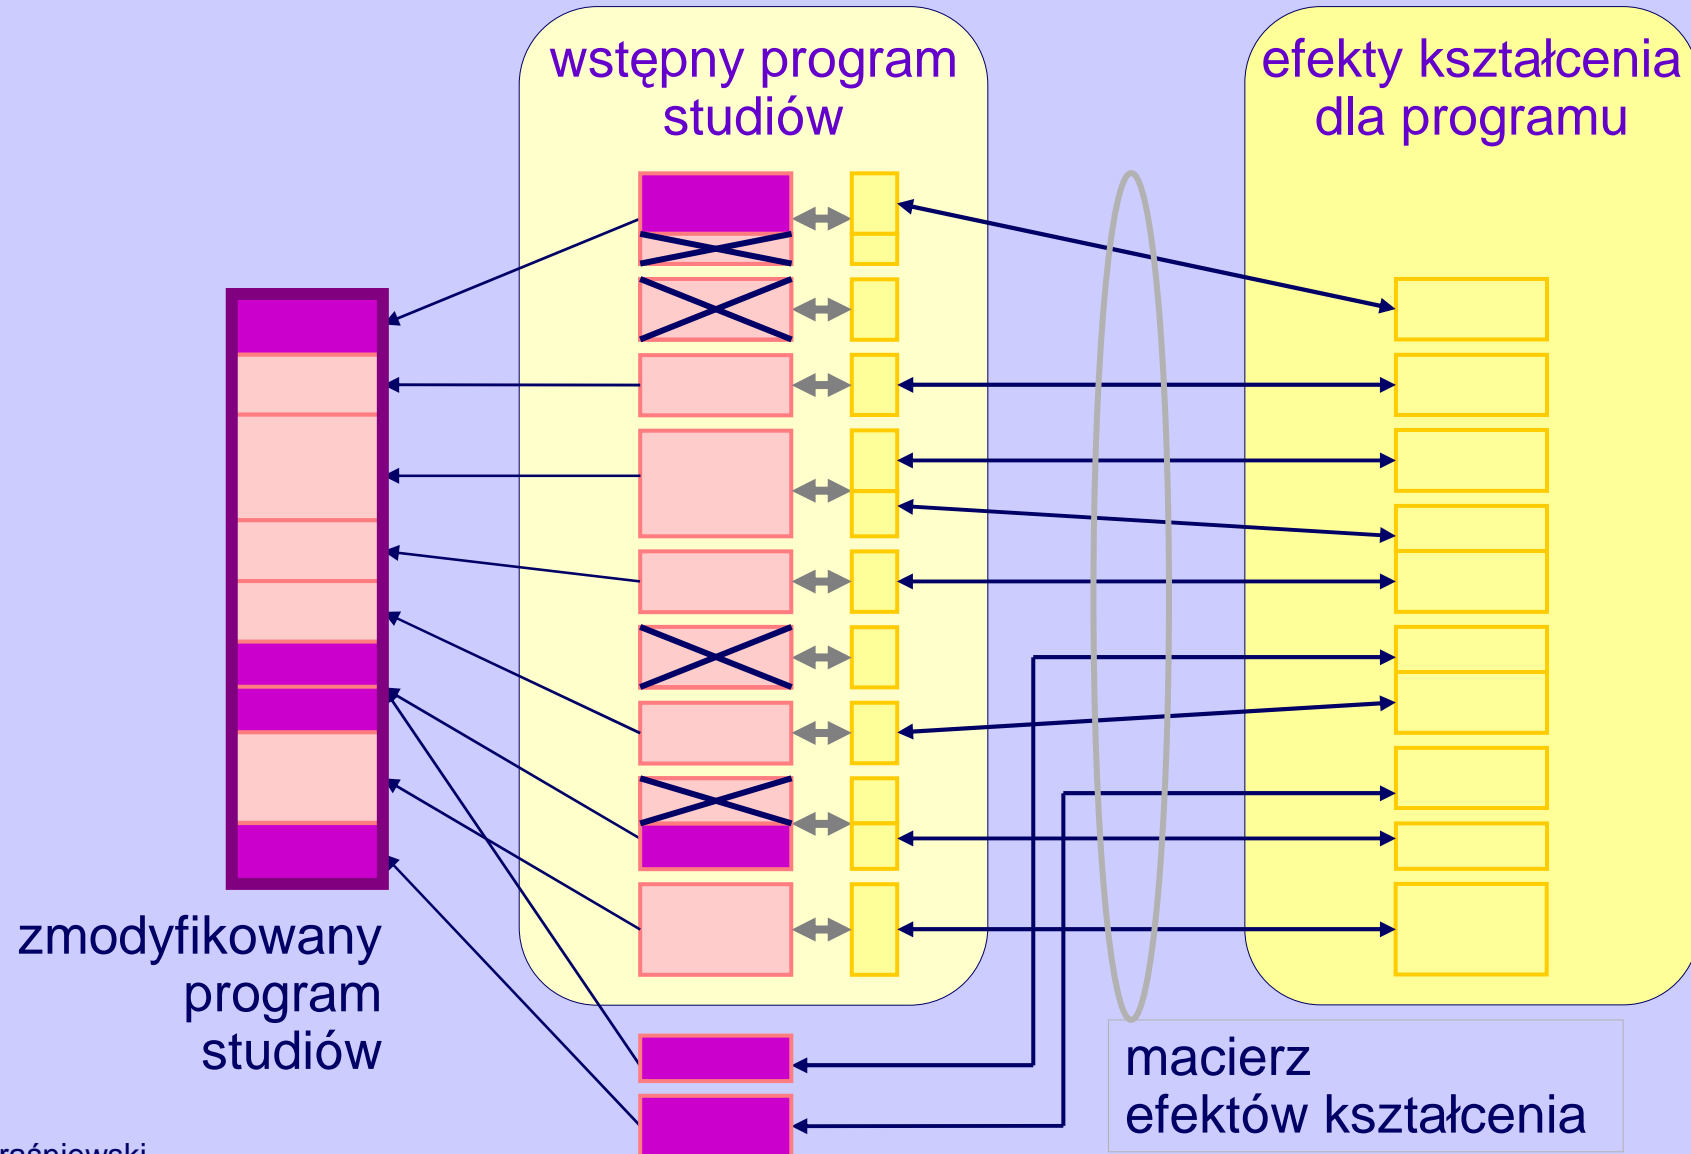 wstępny program
studiów
efekty kształcenia
dla programu
zmodyfikowany
program
studiów
macierz
efektów kształcenia